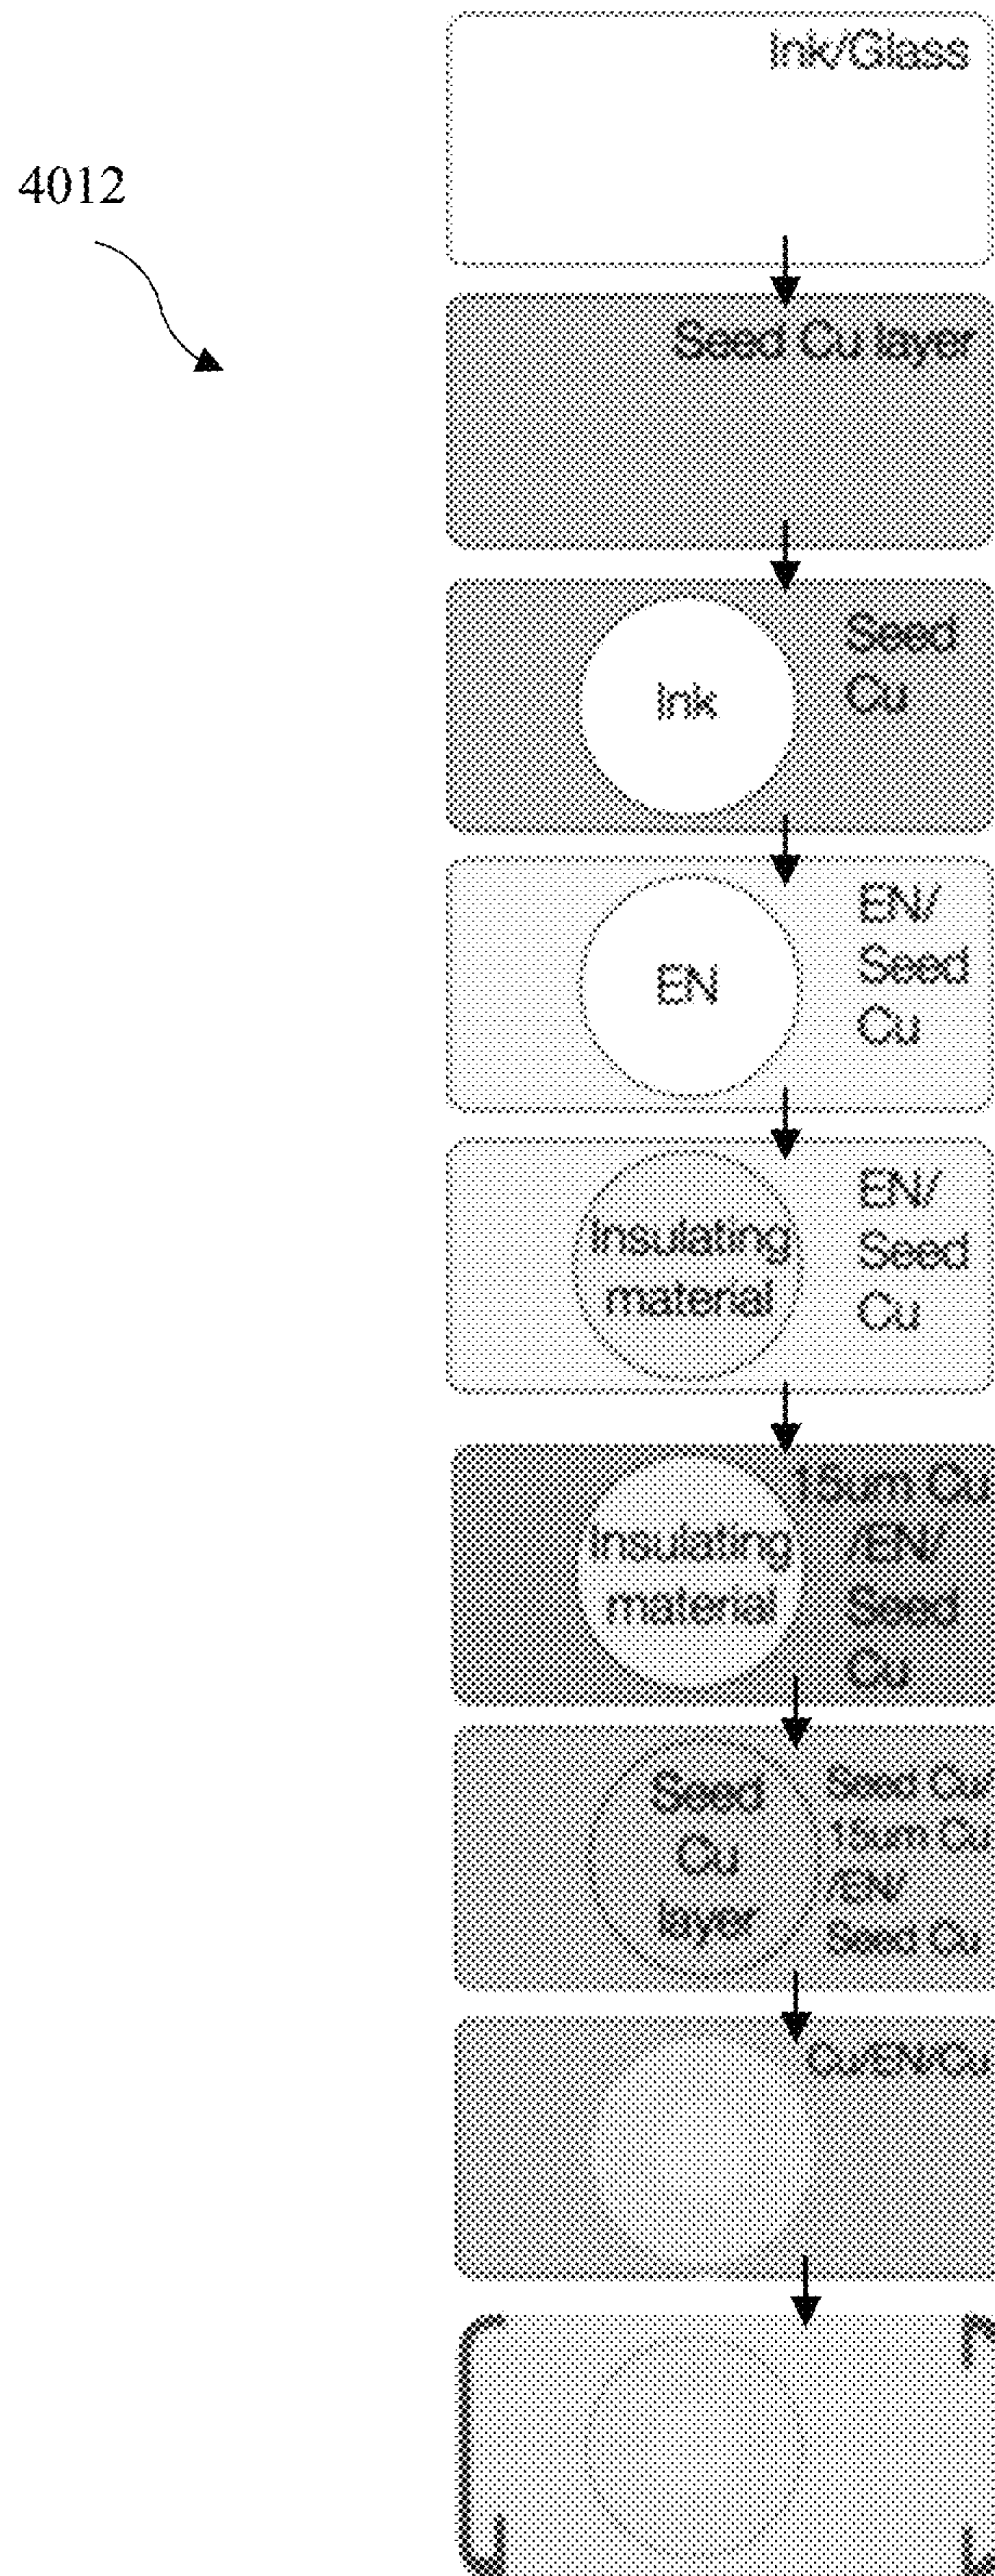 4012
Ink/Glass
Seed Cu layer
Ink
Seed
Cu
EN
EN/
Seed
Cu
Insulating
material
EN/
Seed
Cu
Insulating
material
15um Cu
/EN/
Seed
Cu
Seed
Cu
layer
Seed Cu/
15um Cu
/EN/
Seed Cu
Cu/EN/Cu